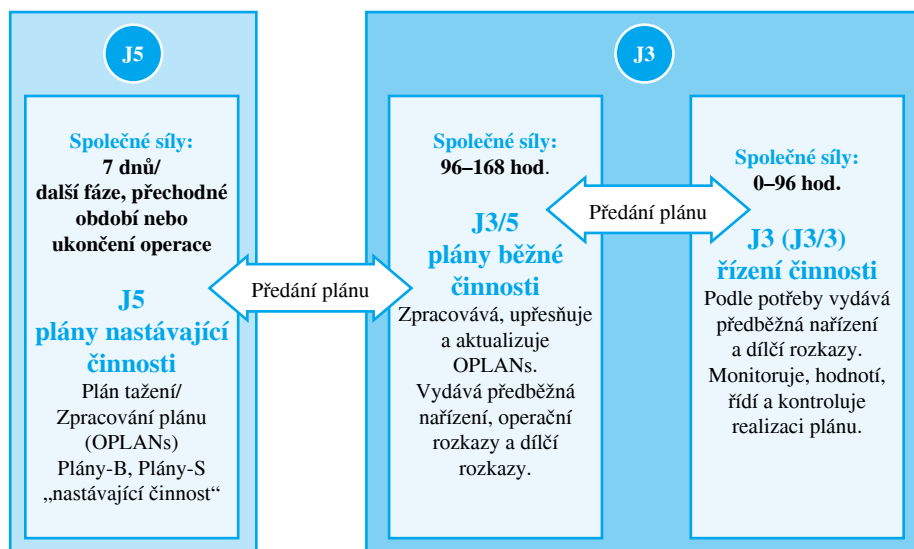 J5
Společné síly:
7 dnů/
další fáze, přechodné
období nebo
ukončení operace
J5
plány nastávající
činnosti
Plán tažení/
Zpracování plánu
(OPLANs)
Plány-B, Plány-S
„nastávající činnost“
Předání plánu
J3
Společné síly:
96–168 hod.
J3/5
plány běžné
činnosti
Zpracovává, upřesňuje
a aktualizuje
OPLANs.
Vydává předběžná
nařízení, operační
rozkazy a dílčí
rozkazy.
Předání plánu
Společné síly:
0–96 hod.
J3 (J3/3)
řízení činnosti
Podle potřeby vydává
předběžná nařízení
a dílčí rozkazy.
Monitoruje, hodnotí,
řídí a kontroluje
realizaci plánu.